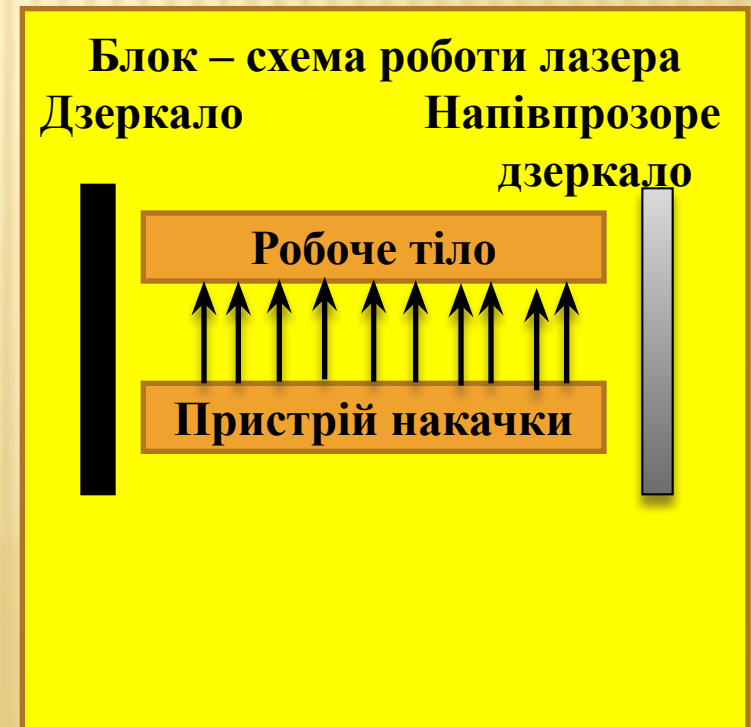 Блок – схема роботи лазера
Дзеркало
Напівпрозоре
дзеркало
Робоче тіло
Пристрій накачки